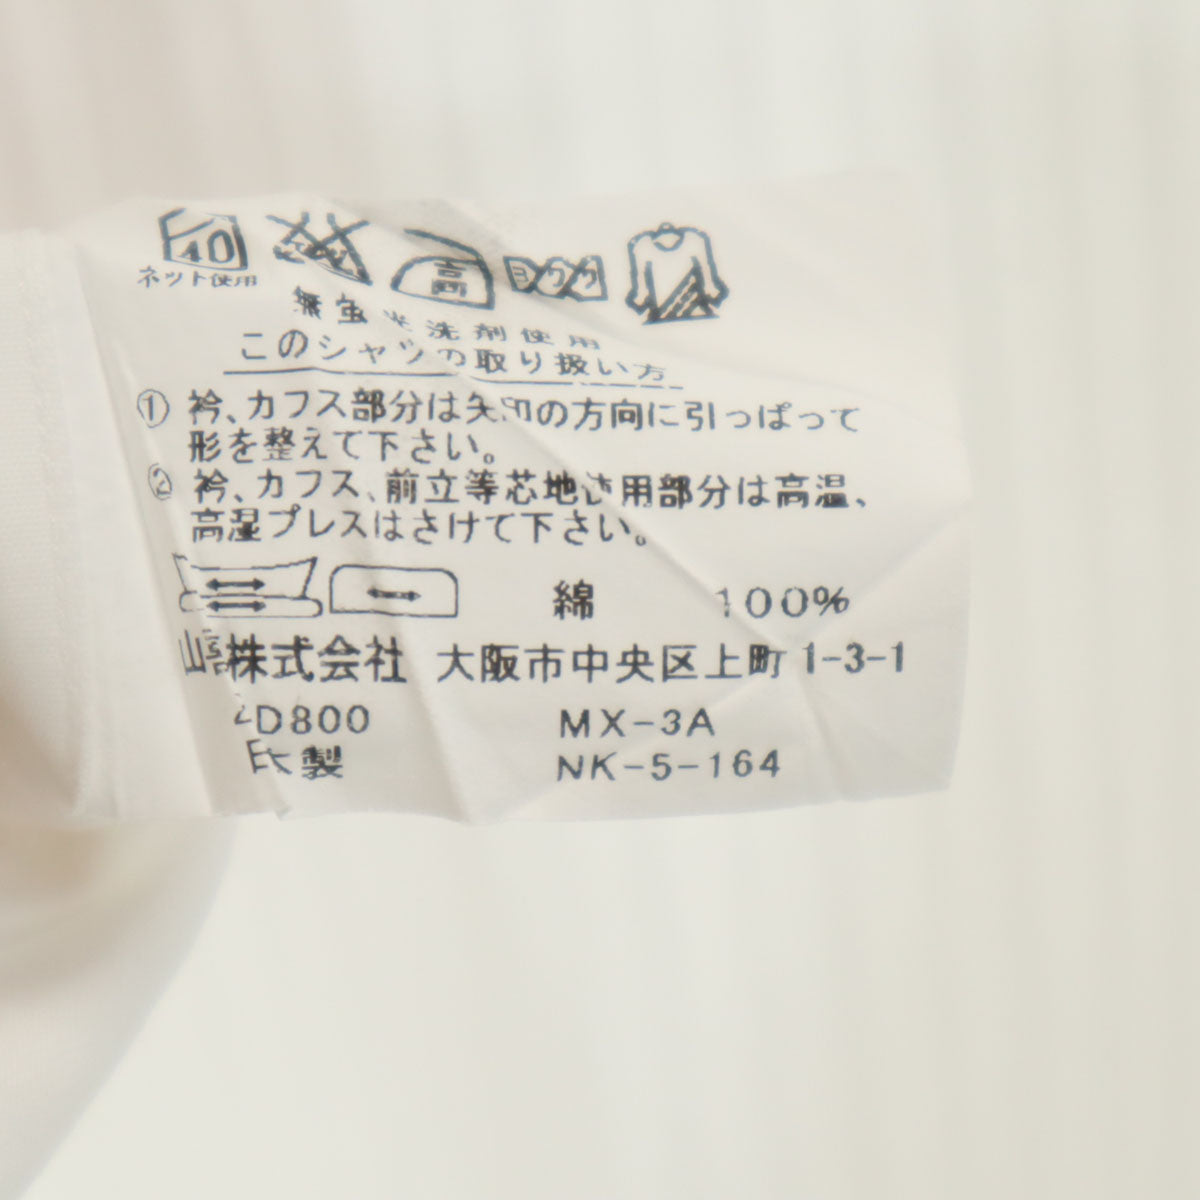 40
高
ネット使用
無蛍光洗剤使用
このシャツの取り扱い方
① 衿、カフス部分は矢印の方向に引っぱって
形を整えて下さい。
② 衿、カフス、前立等芯地使用部分は高温、
高湿プレスはさけて下さい。
綿 100%
株式会社 大阪市中央区上町1-3-1
D800 MX-3A
製 NK-5-164